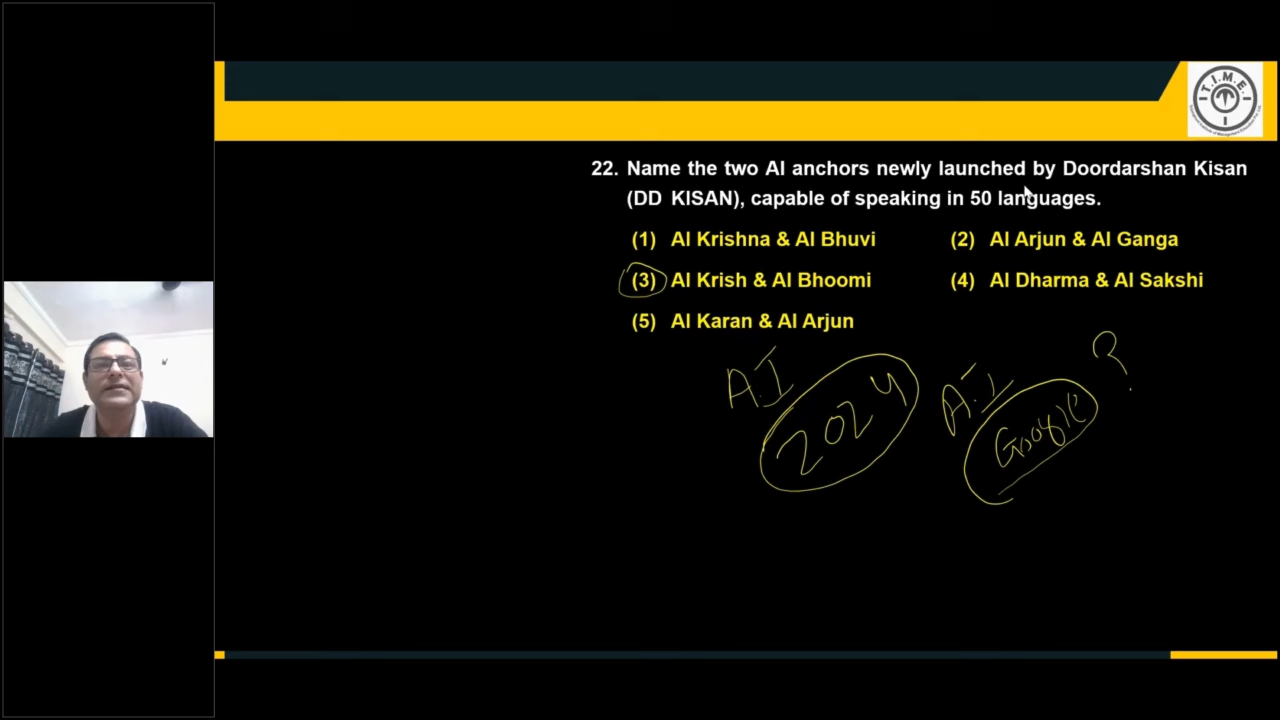 T.I.M.E.
22. Name the two AI anchors newly launched by Doordarshan Kisan
(DD KISAN), capable of speaking in 50 languages.
(1) AI Krishna & AI Bhuvi (2) AI Arjun & AI Ganga
(3) AI Krish & AI Bhoomi (4) AI Dharma & AI Sakshi
(5) AI Karan & AI Arjun
A.I A.I ?
2024 Google